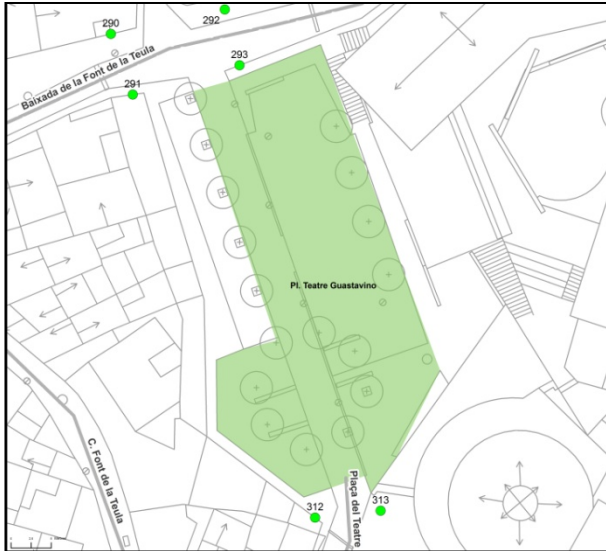 290
292
293
Baixada de la Font de la Teula
291
Pl. Teatre Guastavino
C. Font de la Teula
Plaça del Teatre
312
313